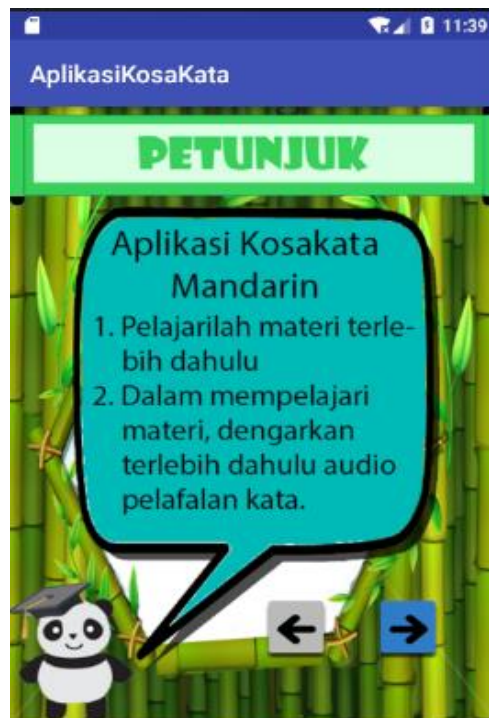 11:39
AplikasiKosaKata
PETUNJUK
Aplikasi Kosakata
Mandarin
1. Pelajarilah materi terle-
bih dahulu
2. Dalam mempelajari
materi, dengarkan
terlebih dahulu audio
pelafalan kata.